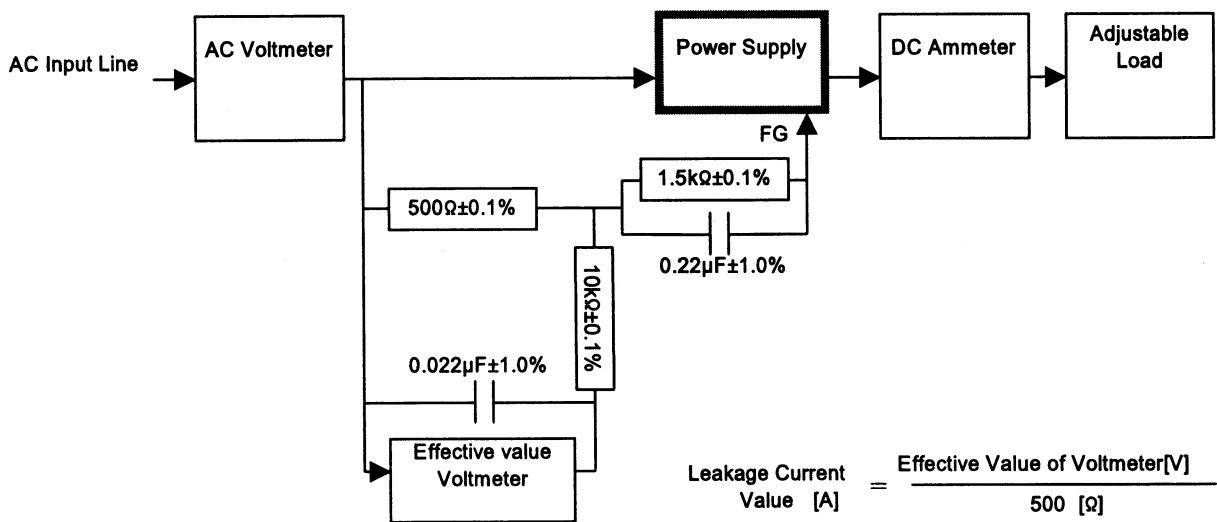 AC Input Line
AC Voltmeter
Power Supply
DC Ammeter
Adjustable
Load
FG
1.5kΩ±0.1%
500Ω±0.1%
0.22µF±1.0%
10kΩ±0.1%
0.022µF±1.0%
Effective value
Voltmeter
Leakage Current
Value [A]
=
Effective Value of Voltmeter[V]
500 [Ω]